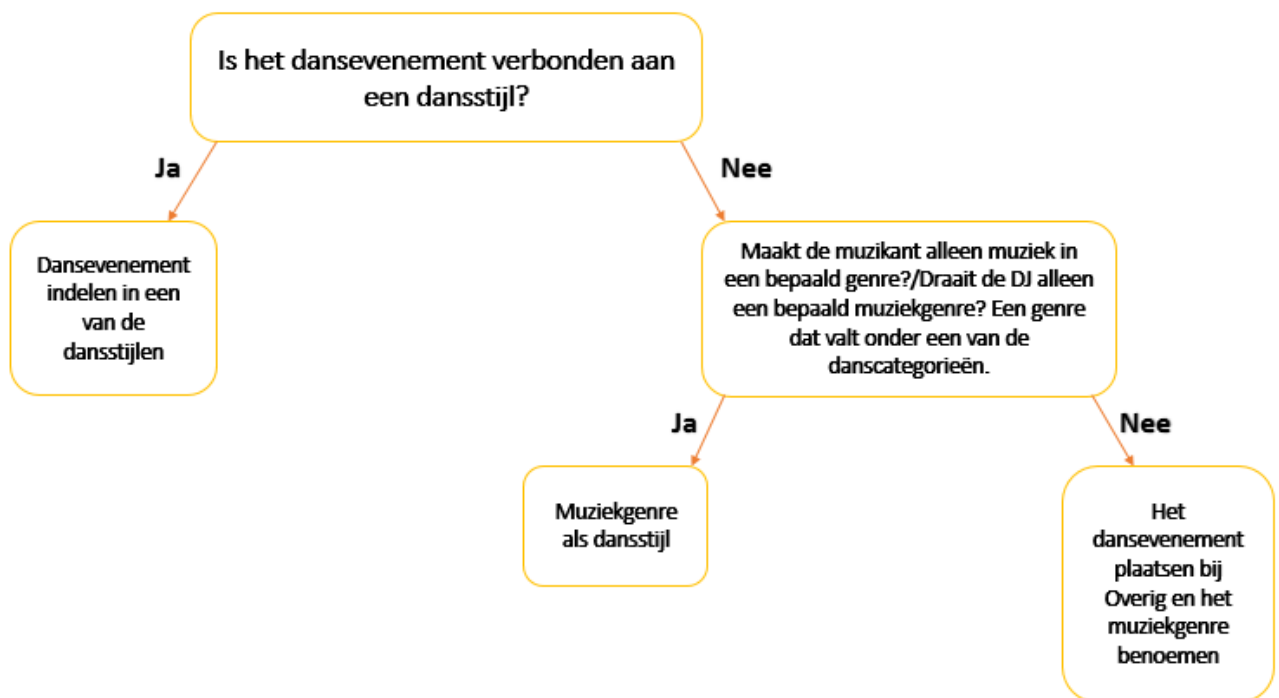 Is het dansevenement verbonden aan
een dansstijl?
Ja
Nee
Dansevenement
indelen in een
van de
dansstijlen
Maakt de muzikant alleen muziek in
een bepaald genre?/Draait de DJ alleen
een bepaald muziekgenre? Een genre
dat valt onder een van de
danscategorieën.
Ja
Nee
Muziekgenre
als dansstijl
Het
dansevenement
plaatsen bij
Overig en het
muziekgenre
benoemen